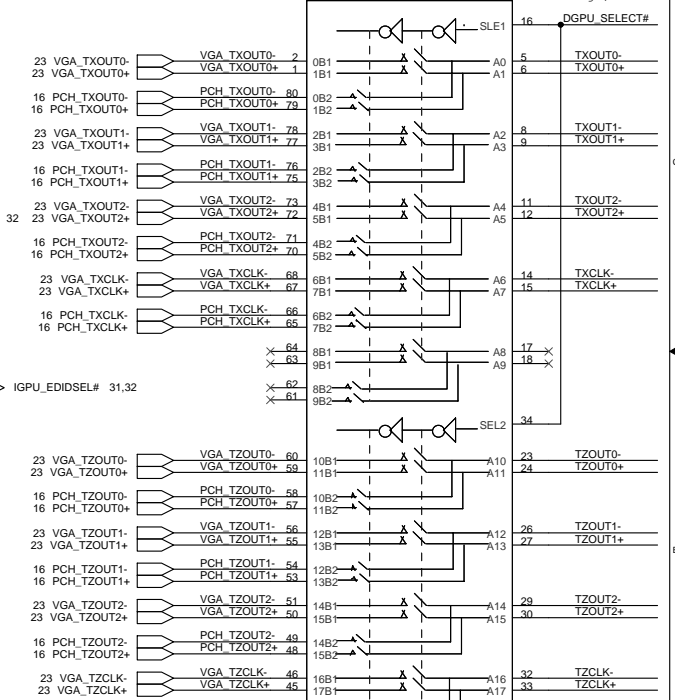 SLE1 16 DGPU_SELECT#
23 VGA_TXOUT0- VGA_TXOUT0- 2 0B1 A0 5 TXOUT0-
23 VGA_TXOUT0+ VGA_TXOUT0+ 1 1B1 A1 6 TXOUT0+
16 PCH_TXOUT0- PCH_TXOUT0- 80 0B2
16 PCH_TXOUT0+ PCH_TXOUT0+ 79 1B2
23 VGA_TXOUT1- VGA_TXOUT1- 78 2B1 A2 8 TXOUT1-
23 VGA_TXOUT1+ VGA_TXOUT1+ 77 3B1 A3 9 TXOUT1+
16 PCH_TXOUT1- PCH_TXOUT1- 76 2B2
16 PCH_TXOUT1+ PCH_TXOUT1+ 75 3B2
23 VGA_TXOUT2- VGA_TXOUT2- 73 4B1 A4 11 TXOUT2-
32 23 VGA_TXOUT2+ VGA_TXOUT2+ 72 5B1 A5 12 TXOUT2+
16 PCH_TXOUT2- PCH_TXOUT2- 71 4B2
16 PCH_TXOUT2+ PCH_TXOUT2+ 70 5B2
23 VGA_TXCLK- VGA_TXCLK- 68 6B1 A6 14 TXCLK-
23 VGA_TXCLK+ VGA_TXCLK+ 67 7B1 A7 15 TXCLK+
16 PCH_TXCLK- PCH_TXCLK- 66 6B2
16 PCH_TXCLK+ PCH_TXCLK+ 65 7B2
64 8B1 A8 17
63 9B1 A9 18
IGPU_EDIDSEL# 31,32 62 8B2
61 9B2
SEL2 34
23 VGA_TZOUT0- VGA_TZOUT0- 60 10B1 A10 23 TZOUT0-
23 VGA_TZOUT0+ VGA_TZOUT0+ 59 11B1 A11 24 TZOUT0+
16 PCH_TZOUT0- PCH_TZOUT0- 58 10B2
16 PCH_TZOUT0+ PCH_TZOUT0+ 57 11B2
23 VGA_TZOUT1- VGA_TZOUT1- 56 12B1 A12 26 TZOUT1-
23 VGA_TZOUT1+ VGA_TZOUT1+ 55 13B1 A13 27 TZOUT1+
16 PCH_TZOUT1- PCH_TZOUT1- 54 12B2
16 PCH_TZOUT1+ PCH_TZOUT1+ 53 13B2
23 VGA_TZOUT2- VGA_TZOUT2- 51 14B1 A14 29 TZOUT2-
23 VGA_TZOUT2+ VGA_TZOUT2+ 50 15B1 A15 30 TZOUT2+
16 PCH_TZOUT2- PCH_TZOUT2- 49 14B2
16 PCH_TZOUT2+ PCH_TZOUT2+ 48 15B2
23 VGA_TZCLK- VGA_TZCLK- 46 16B1 A16 32 TZCLK-
23 VGA_TZCLK+ VGA_TZCLK+ 45 17B1 A17 33 TZCLK+